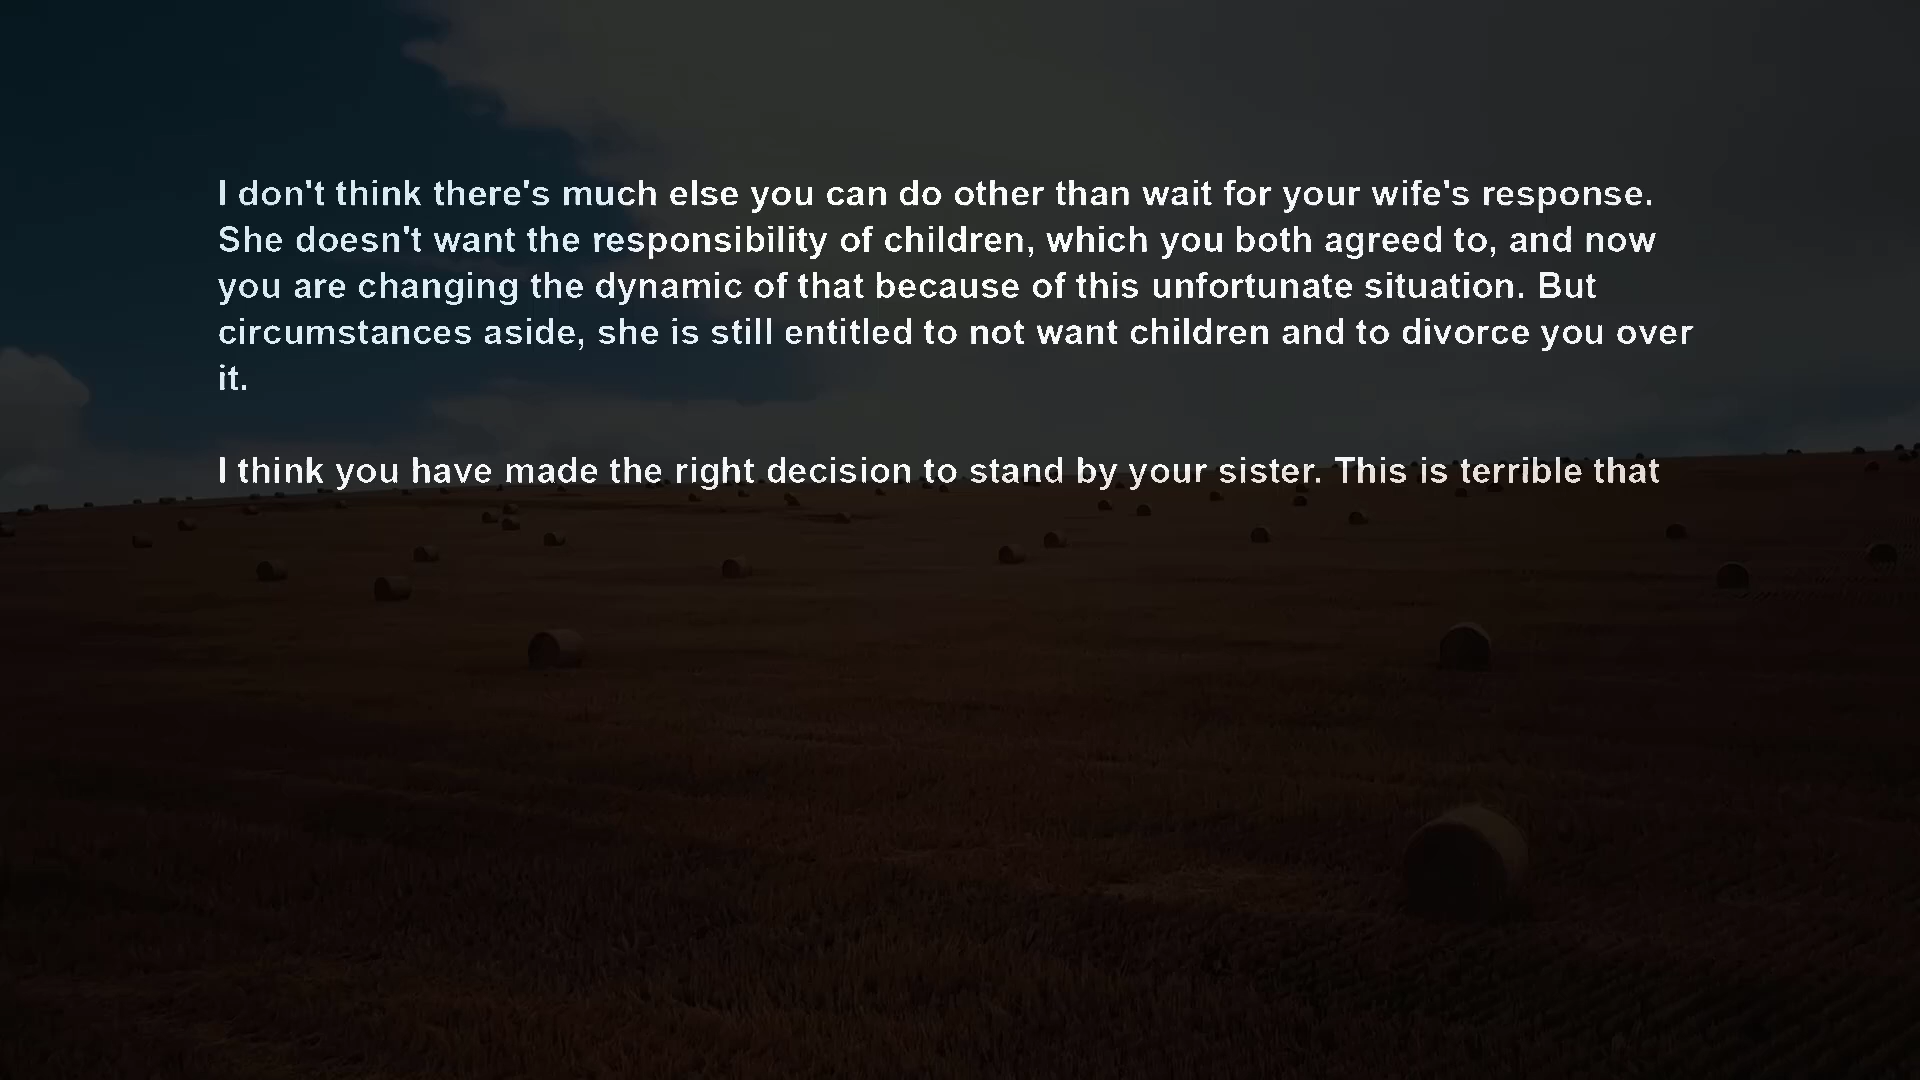 I don't think there's much else you can do other than wait for your wife's response.
She doesn't want the responsibility of children, which you both agreed to, and now
you are changing the dynamic of that because of this unfortunate situation. But
circumstances aside, she is still entitled to not want children and to divorce you over
it.
I think you have made the right decision to stand by your sister. This is terrible that